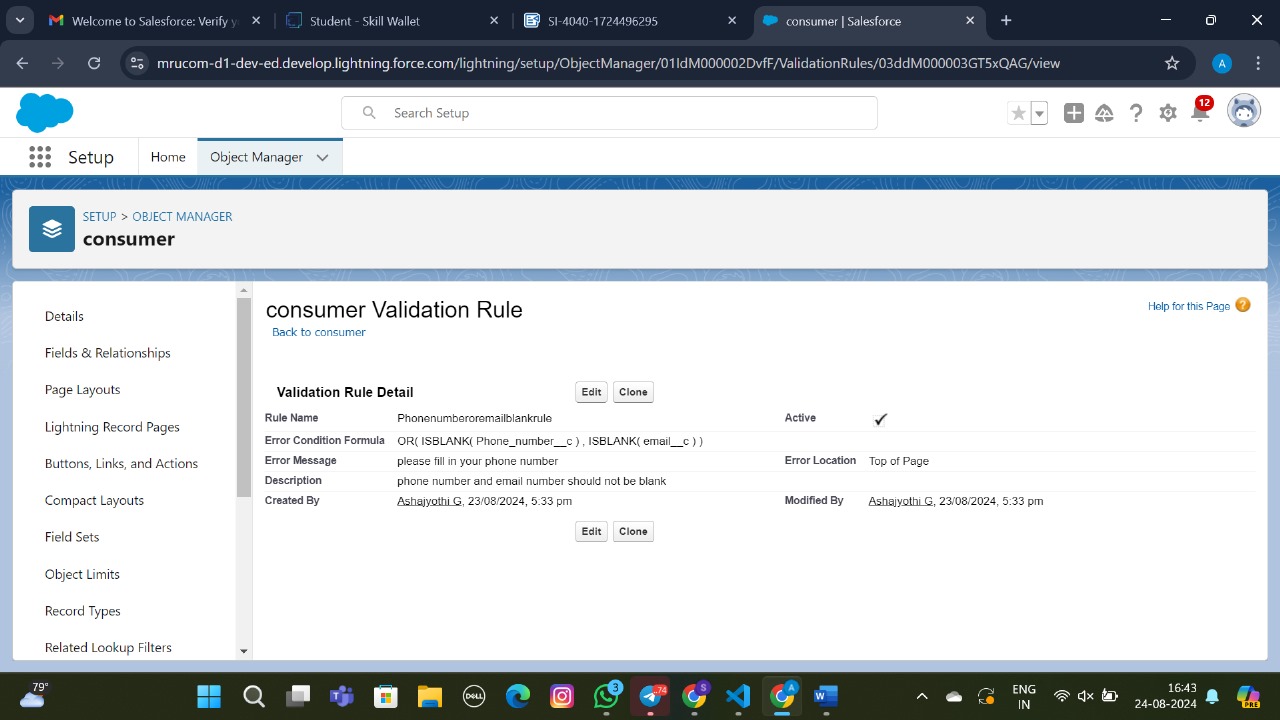 Welcome to Salesforce: Verify y
Student - Skill Wallet
SI-4040-1724496295
consumer | Salesforce
mrucom-d1-dev-ed.develop.lightning.force.com/lightning/setup/ObjectManager/01IdM000002DvfF/ValidationRules/03ddM000003GT5xQAG/view
A
Search Setup
12
Setup
Home
Object Manager
SETUP > OBJECT MANAGER
consumer
Details
Fields & Relationships
Page Layouts
Lightning Record Pages
Buttons, Links, and Actions
Compact Layouts
Field Sets
Object Limits
Record Types
Related Lookup Filters
consumer Validation Rule
Help for this Page
Back to consumer
Validation Rule Detail Edit Clone
Rule Name Phonenumberoremailblankrule Active
Error Condition Formula OR( ISBLANK( Phone_number__c ) , ISBLANK( email__c ) )
Error Message please fill in your phone number Error Location Top of Page
Description phone number and email number should not be blank
Created By Ashajyothi G, 23/08/2024, 5:33 pm Modified By Ashajyothi G, 23/08/2024, 5:33 pm
Edit Clone
79°
DELL
3
74
S
A
ENG
IN
16:43
24-08-2024
PRE